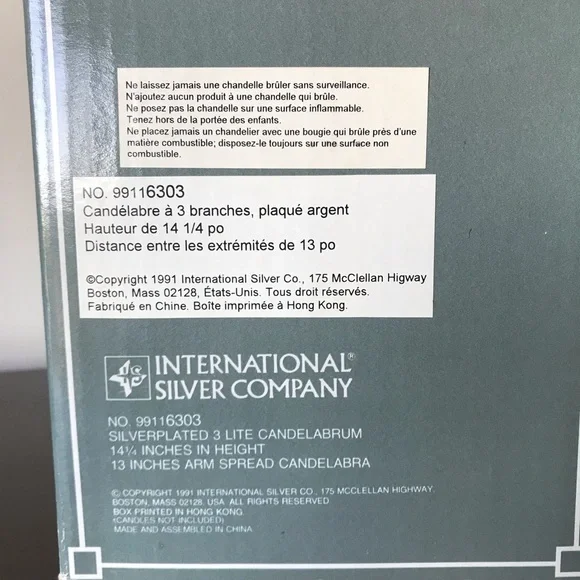 Ne laissez jamais une chandelle brûler sans surveillance.
N'ajoutez aucun produit à une chandelle qui brûle.
Ne posez pas la chandelle sur une surface inflammable.
Tenez hors de la portée des enfants.
Ne placez jamais un chandelier avec une bougie qui brûle près d'une
matière combustible; disposez-le toujours sur une surface non
combustible.
NO. 99116303
Candélabre à 3 branches, plaqué argent
Hauteur de 14 1/4 po
Distance entre les extrémités de 13 po
©Copyright 1991 International Silver Co., 175 McClellan Higway
Boston, Mass 02128, États-Unis. Tous droit réservés.
Fabriqué en Chine. Boîte imprimée à Hong Kong.
INTERNATIONAL®
SILVER COMPANY
NO. 99116303
SILVERPLATED 3 LITE CANDELABRUM
14¼ INCHES IN HEIGHT
13 INCHES ARM SPREAD CANDELABRA
© COPYRIGHT 1991 INTERNATIONAL SILVER CO., 175 MCCLELLAN HIGHWAY
BOSTON, MASS 02128 USA ALL RIGHTS RESERVED
BOX PRINTED IN HONG KONG
(CANDLES NOT INCLUDED)
MADE AND ASSEMBLED IN CHINA